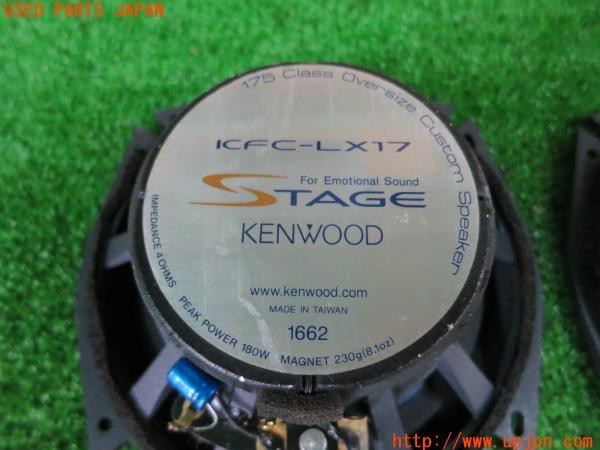 USED PARTS JAPAN
175 Class Oversize Custom Speaker
KFC-LX17
For Emotional Sound
STAGE
KENWOOD
www.kenwood.com
MADE IN TAIWAN
1662
IMPEDANCE 4 OHMS PEAK POWER 180W MAGNET 230g(8.1oz)
http://www.upjpn.com/